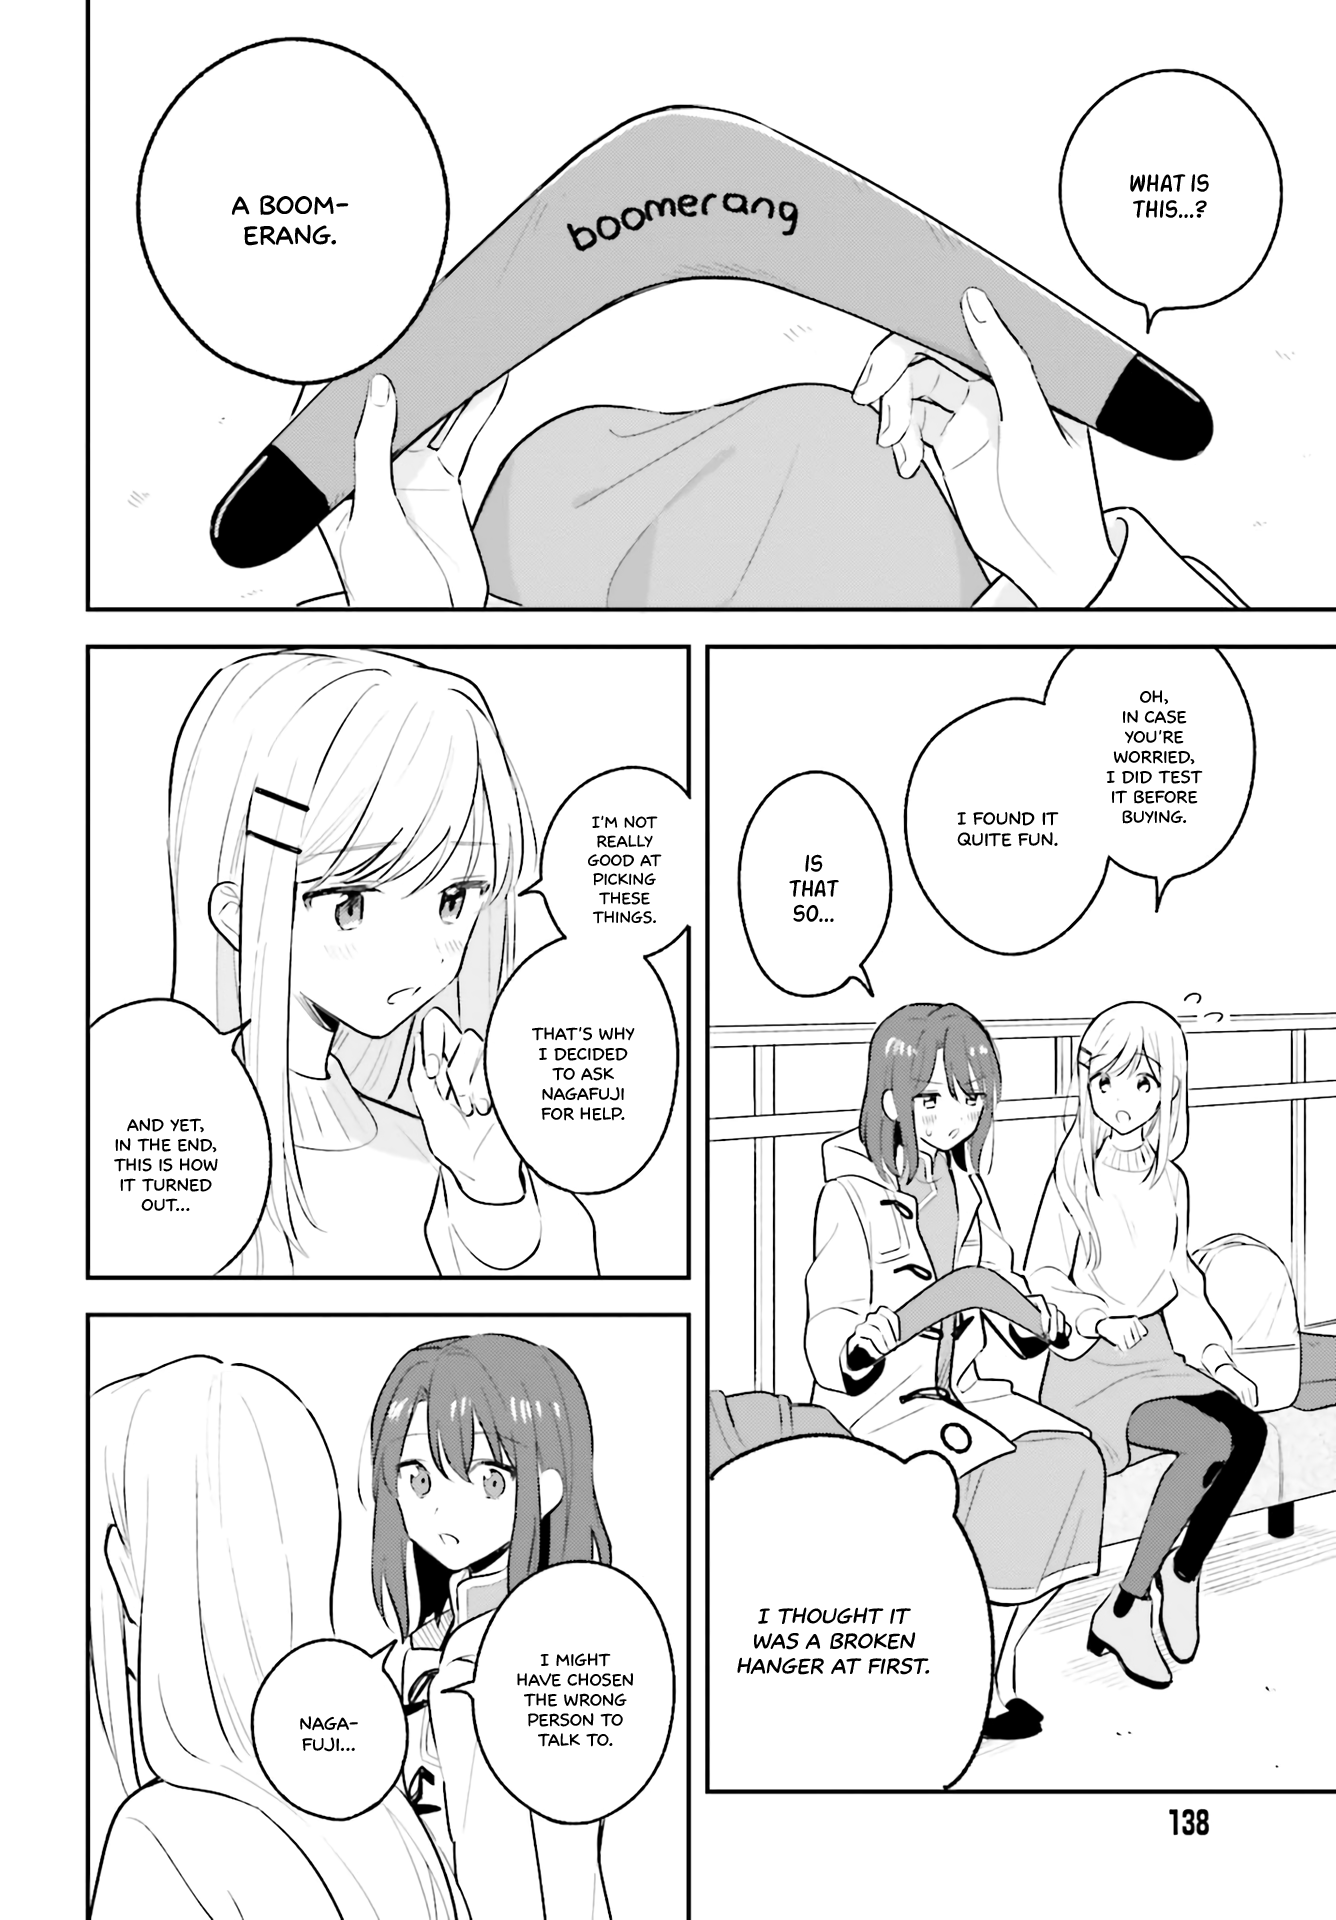 WHAT IS
THIS...?
boomerang
A BOOM-
ERANG.
OH,
IN CASE
YOU'RE
WORRIED,
I DID TEST
IT BEFORE
BUYING.
I FOUND IT
QUITE FUN.
IS
THAT
SO...
I THOUGHT IT
WAS A BROKEN
HANGER AT FIRST.
I'M NOT
REALLY
GOOD AT
PICKING
THESE
THINGS.
THAT'S WHY
I DECIDED
TO ASK
NAGAFUJI
FOR HELP.
AND YET,
IN THE END,
THIS IS HOW
IT TURNED
OUT...
I MIGHT
HAVE CHOSEN
THE WRONG
PERSON TO
TALK TO.
NAGA-
FUJI...
138